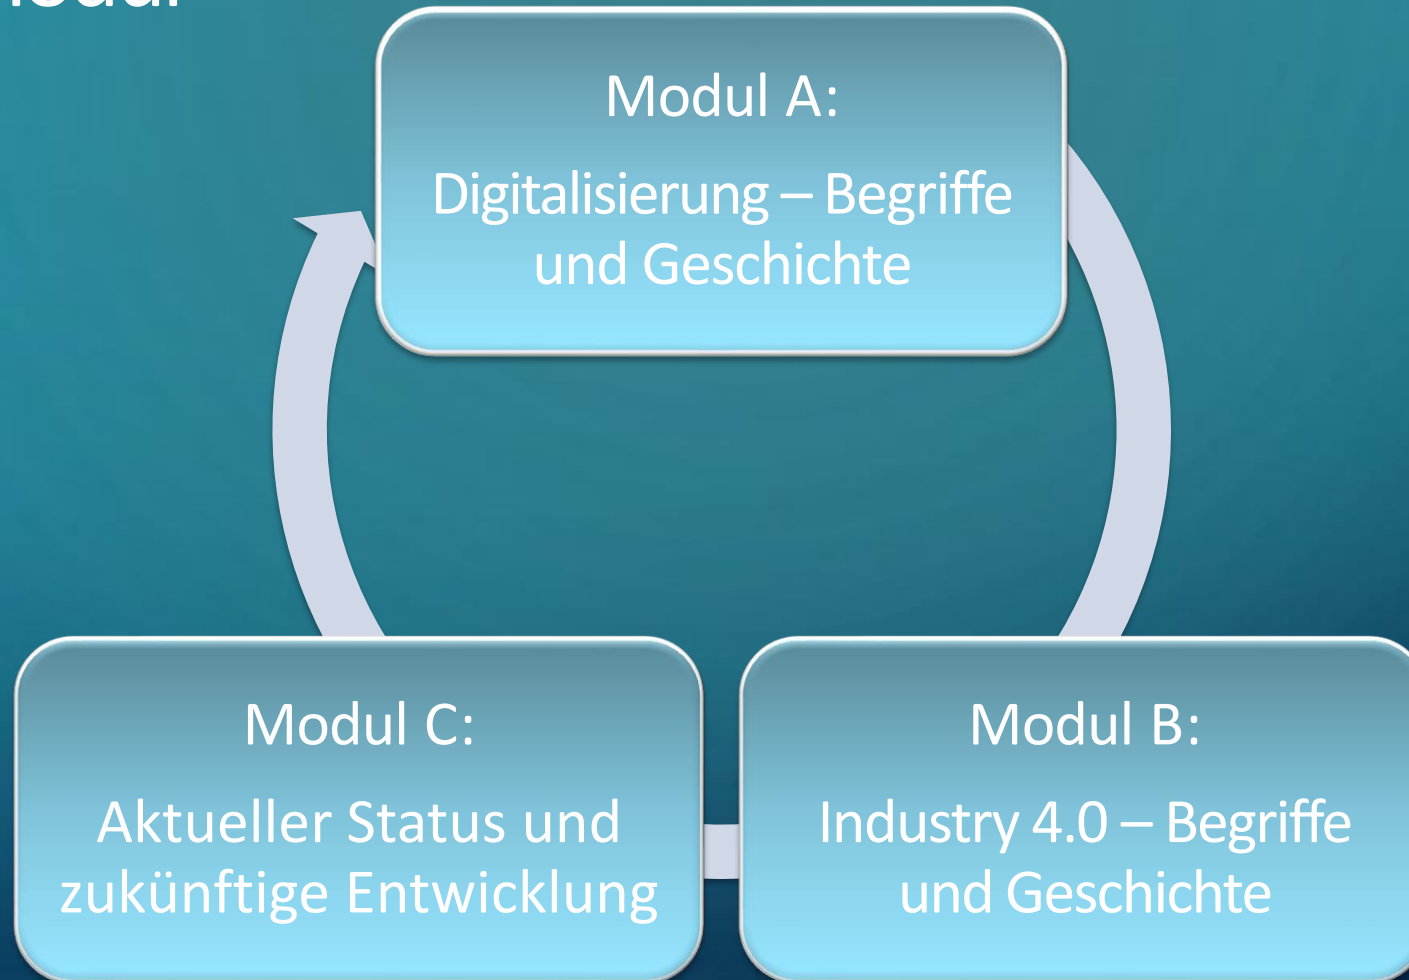 Modul A:
Digitalisierung – Begriffe
und Geschichte
Modul C:
Aktueller Status und
zukünftige Entwicklung
Modul B:
Industry 4.0 – Begriffe
und Geschichte